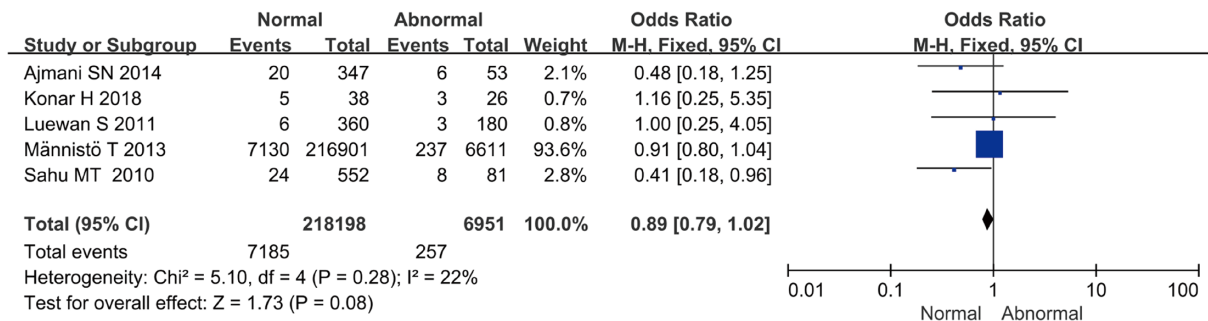 Normal Abnormal Odds Ratio Odds Ratio
Study or Subgroup Events Total Events Total Weight M-H, Fixed, 95% CI M-H, Fixed, 95% CI
Ajmani SN 2014 20 347 6 53 2.1% 0.48 [0.18, 1.25]
Konar H 2018 5 38 3 26 0.7% 1.16 [0.25, 5.35]
Luewan S 2011 6 360 3 180 0.8% 1.00 [0.25, 4.05]
Männistö T 2013 7130 216901 237 6611 93.6% 0.91 [0.80, 1.04]
Sahu MT 2010 24 552 8 81 2.8% 0.41 [0.18, 0.96]
Total (95% CI) 218198 6951 100.0% 0.89 [0.79, 1.02]
Total events 7185 257
Heterogeneity: Chi² = 5.10, df = 4 (P = 0.28); I² = 22%
Test for overall effect: Z = 1.73 (P = 0.08)
0.01 0.1 1 10 100
Normal Abnormal